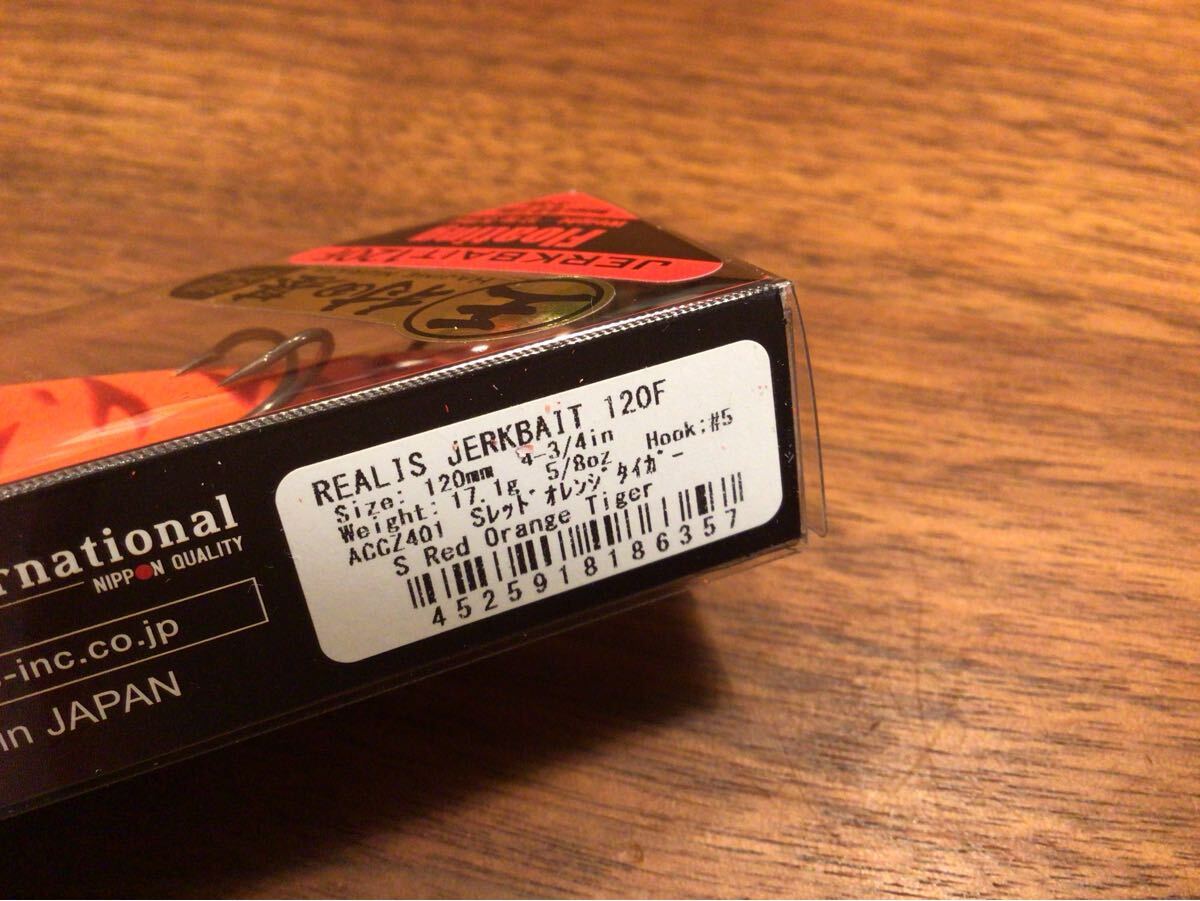 Floating
JERKBAIT 120F
REALIS JERKBAIT 120F
Size: 120mm 4-3/4in
Weight: 17.1g 5/8oz Hook:#5
ACCZ401 Sレッド オレンジタイガー
S Red Orange Tiger
4525918186357
rnational
NIPPON QUALITY
-inc.co.jp
in JAPAN